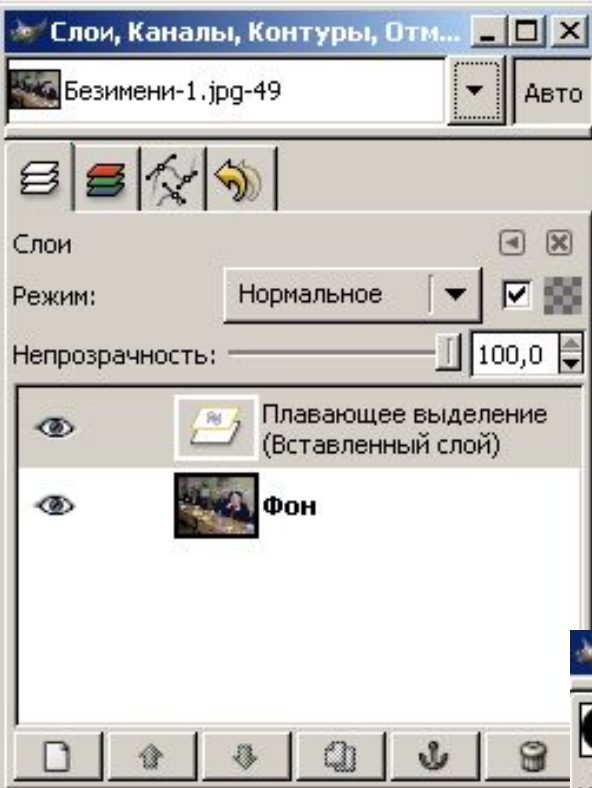 Слои, Каналы, Контуры, Отм...
Безимени-1.jpg-49
Авто
Слои
Режим:
Нормальное
Непрозрачность:
100,0
Плавающее выделение
(Вставленный слой)
Фон